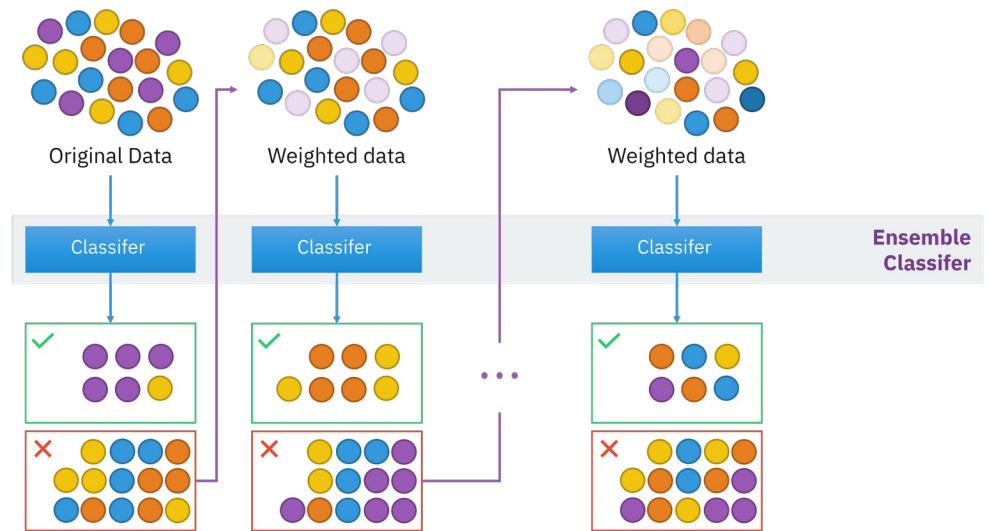 Original Data
Weighted data
Weighted data
Classifer
Classifer
Classifer
Ensemble
Classifer
...